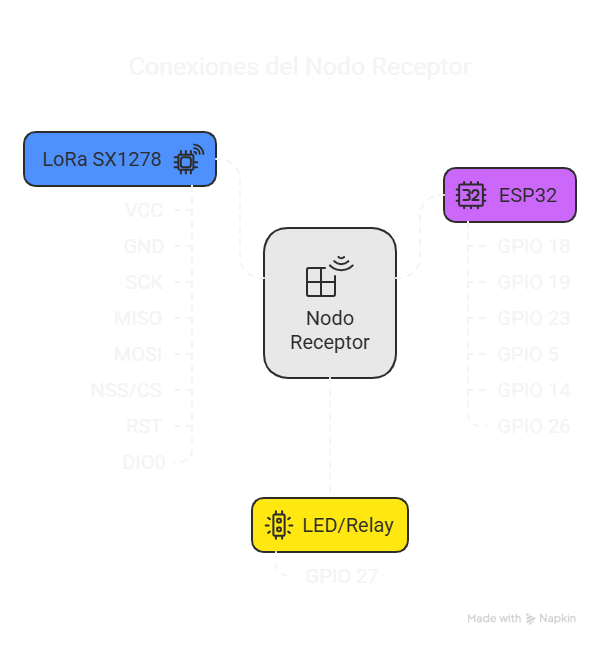 Conexiones del Nodo Receptor
LoRa SX1278
VCC
GND
SCK
MISO
MOSI
NSS/CS
RST
DIO0
32
ESP32
GPIO 18
GPIO 19
GPIO 23
GPIO 5
GPIO 14
GPIO 26
Nodo
Receptor
LED/Relay
GPIO 27
Made with Napkin